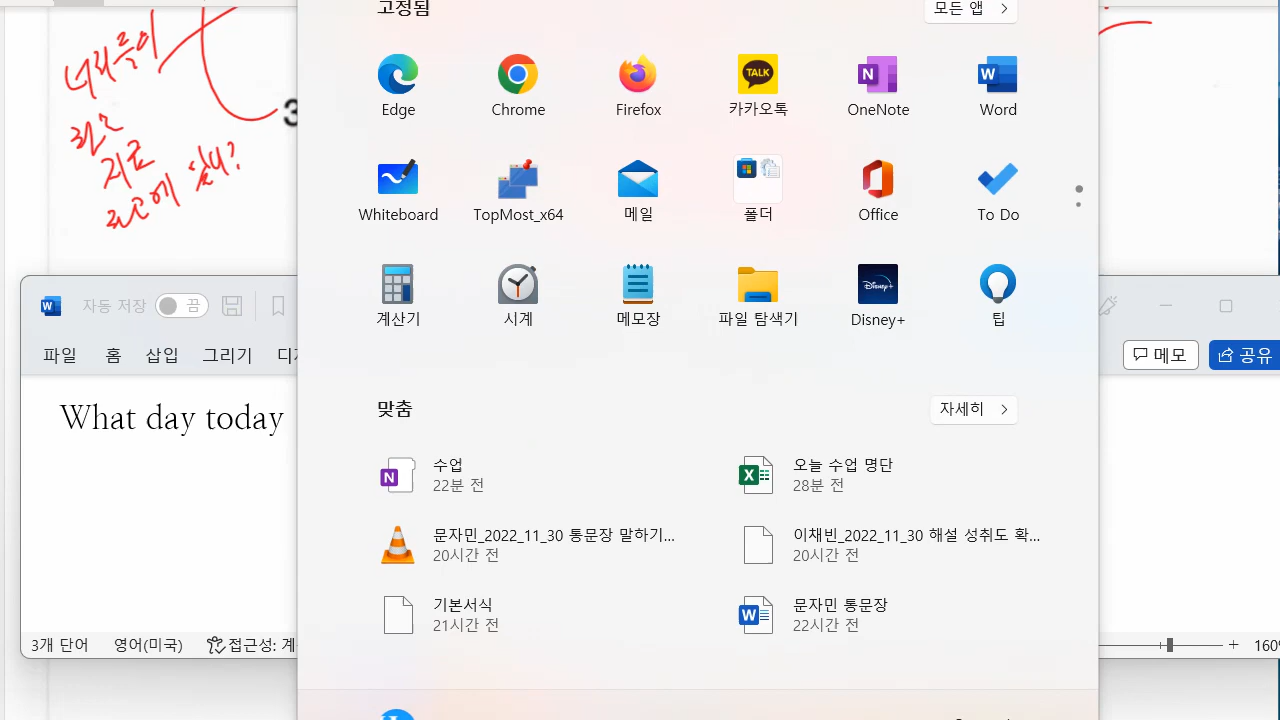 고정됨
모든 앱
너희들이
3
지금
Edge
Chrome
Firefox
TALK
카카오톡
OneNote
Word
Whiteboard
TopMost_x64
메일
폴더
Office
To Do
계산기
시계
메모장
파일 탐색기
Disney+
Disney+
팁
자동 저장 끔
파일 홈 삽입 그리기
메모 공유
맞춤
자세히
What day today
수업
22분 전
오늘 수업 명단
28분 전
문자민_2022_11_30 통문장 말하기...
20시간 전
이채빈_2022_11_30 해설 성취도 확...
20시간 전
기본서식
21시간 전
문자민 통문장
22시간 전
3개 단어 영어(미국) 접근성: 계
160%